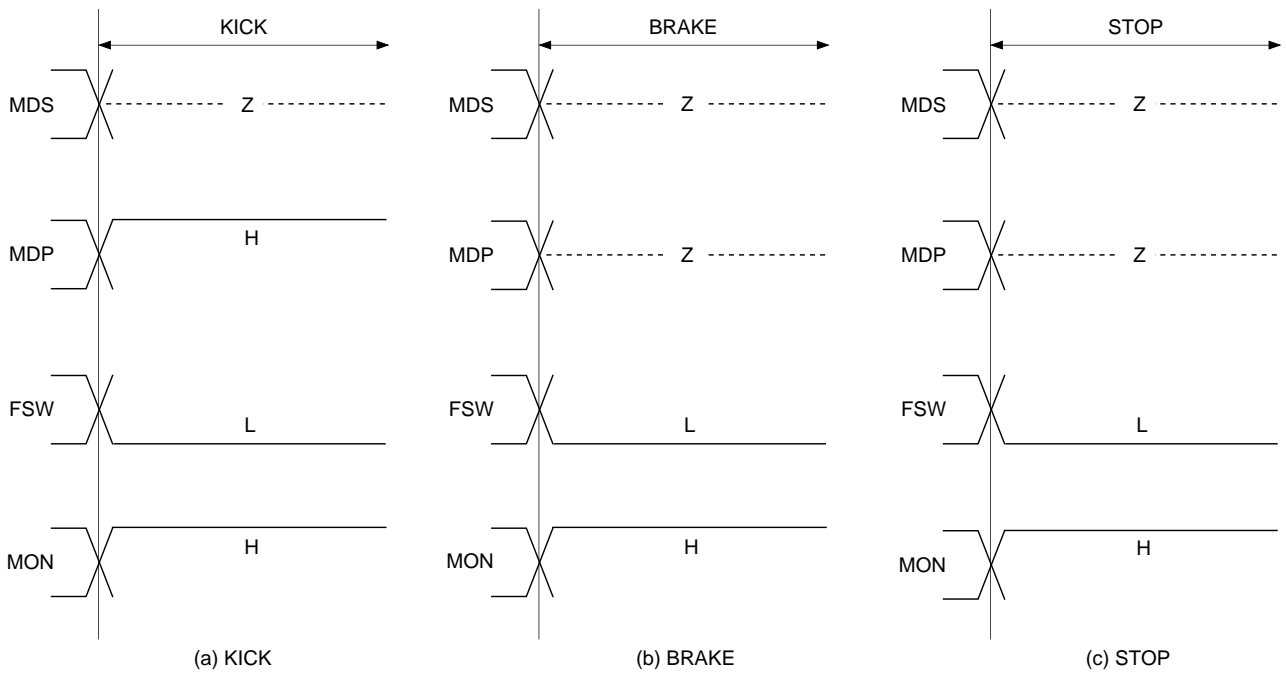 KICK
MDS Z
MDP H
FSW L
MON H
(a) KICK
BRAKE
MDS Z
MDP Z
FSW L
MON H
(b) BRAKE
STOP
MDS Z
MDP Z
FSW L
MON H
(c) STOP